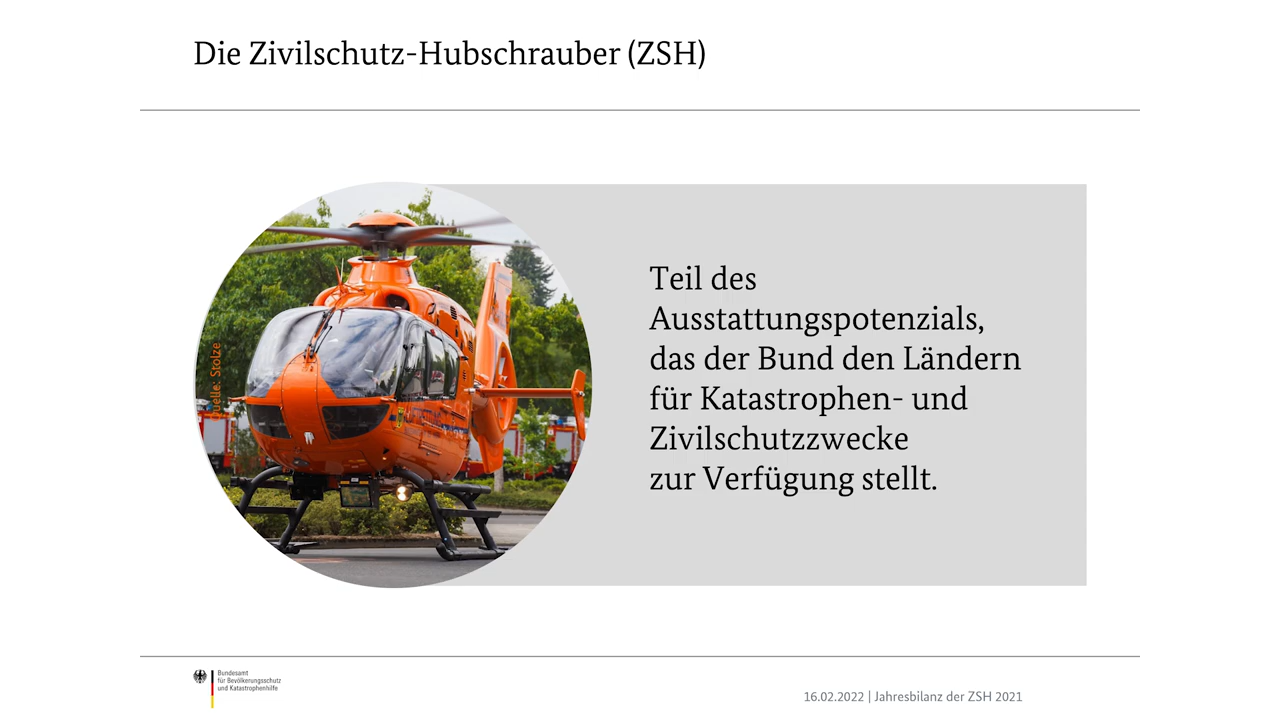 Die Zivilschutz-Hubschrauber (ZSH)
Quelle: Stolze
Teil des
Ausstattungspotenzials,
das der Bund den Ländern
für Katastrophen- und
Zivilschutzzwecke
zur Verfügung stellt.
Bundesamt
für Bevölkerungsschutz
und Katastrophenhilfe
16.02.2022 | Jahresbilanz der ZSH 2021